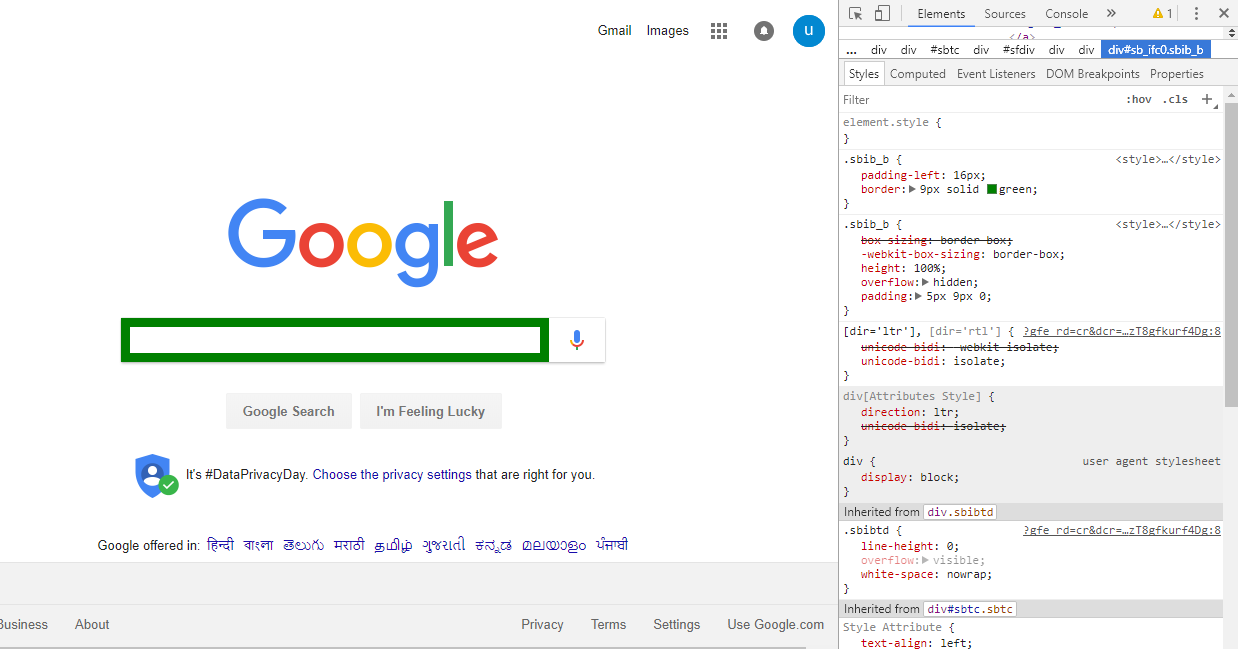 Gmail Images u
Google
Google Search I'm Feeling Lucky
It's #DataPrivacyDay. Choose the privacy settings that are right for you.
Google offered in: हिन्दी বাংলা తెలుగు मराठी தமிழ் ગુજરાતી ಕನ್ನಡ മലയാളം ਪੰਜਾਬੀ
Business About Privacy Terms Settings Use Google.com
Elements Sources Console » 1
</a>
... div div #sbtc div #sfdiv div div div#sb_ifc0.sbib_b
Styles Computed Event Listeners DOM Breakpoints Properties
Filter :hov .cls +
element.style {
}
.sbib_b { <style>…</style>
padding-left: 16px;
border: 9px solid green;
}
.sbib_b { <style>…</style>
box-sizing: border-box;
-webkit-box-sizing: border-box;
height: 100%;
overflow: hidden;
padding: 5px 9px 0;
}
[dir='ltr'], [dir='rtl'] { ?gfe_rd=cr&dcr=…zT8gfkurf4Dg:8
unicode-bidi: -webkit-isolate;
unicode-bidi: isolate;
}
div[Attributes Style] {
direction: ltr;
unicode-bidi: isolate;
}
div { user agent stylesheet
display: block;
}
Inherited from div.sbibtd
.sbibtd { ?gfe_rd=cr&dcr=…zT8gfkurf4Dg:8
line-height: 0;
overflow: visible;
white-space: nowrap;
}
Inherited from div#sbtc.sbtc
Style Attribute {
text-align: left;